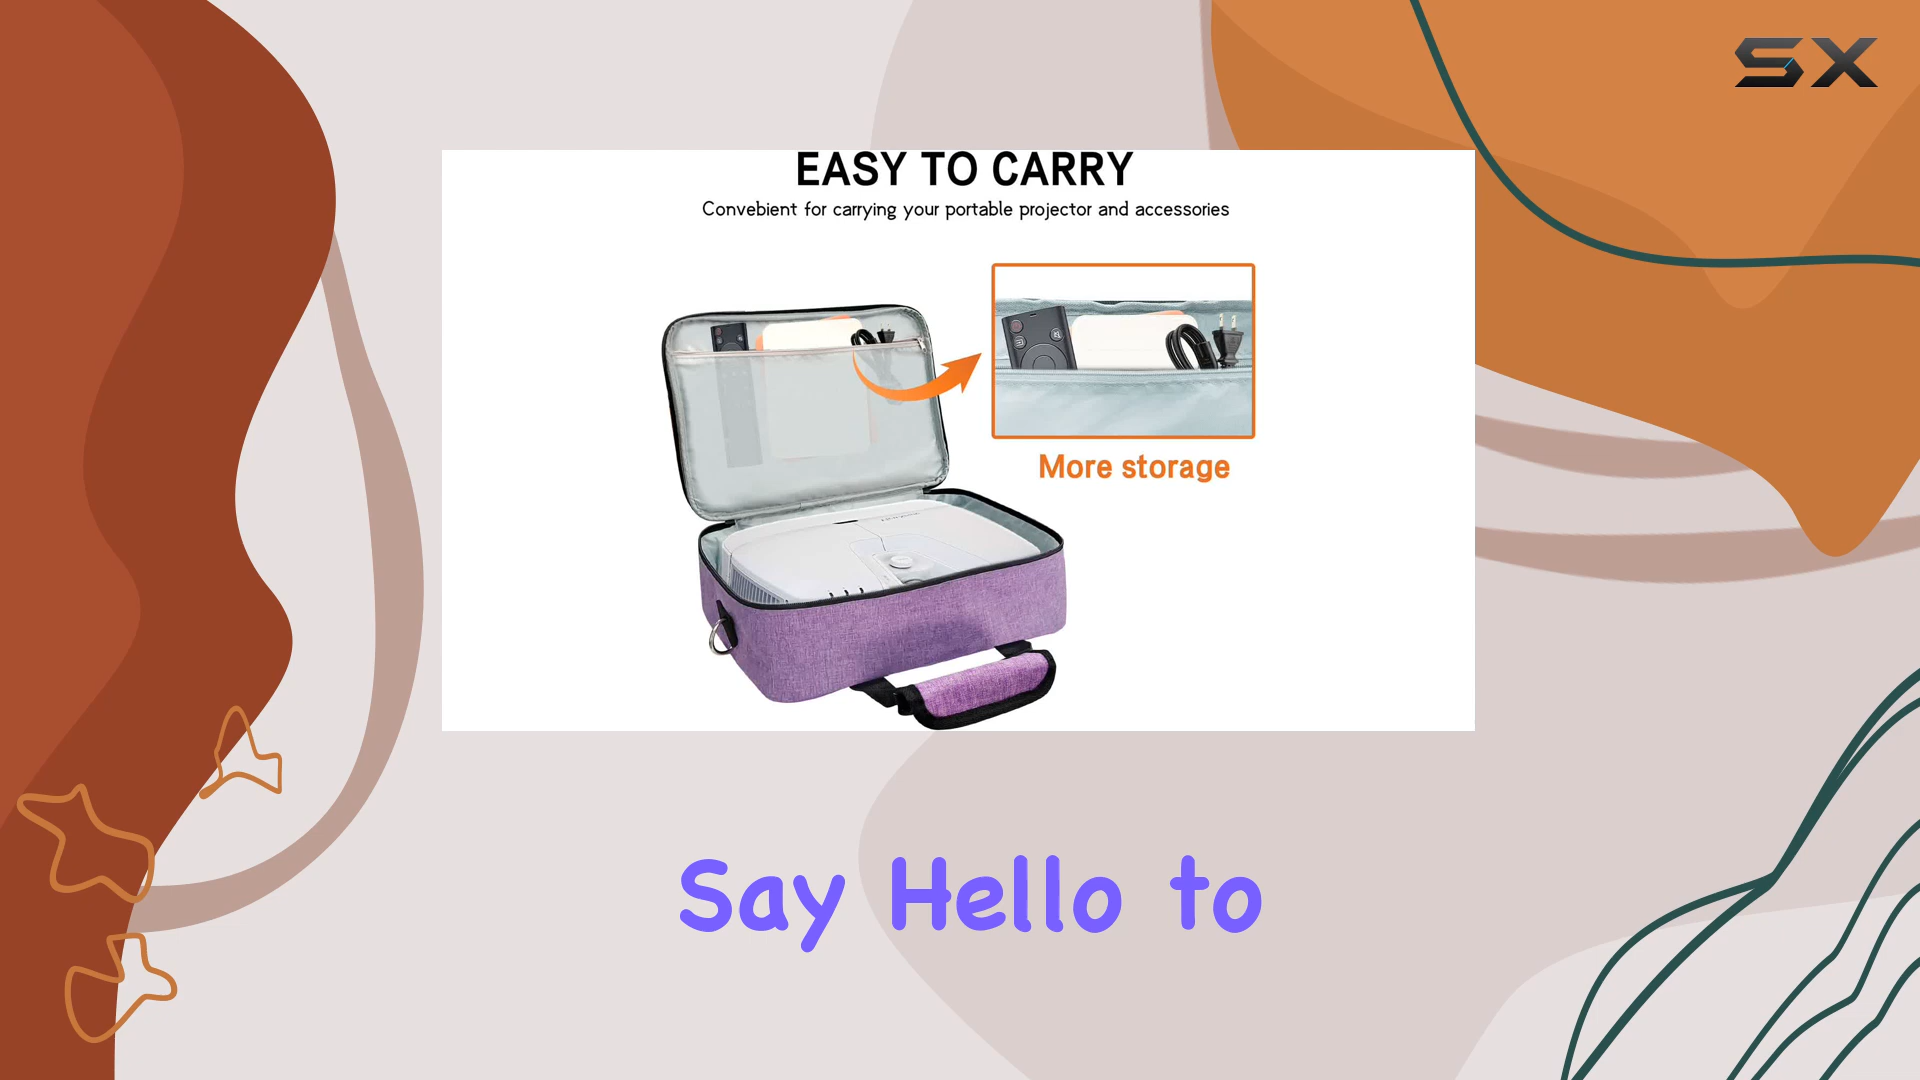 SX
EASY TO CARRY
Convebient for carrying your portable projector and accessories
More storage
Say Hello to